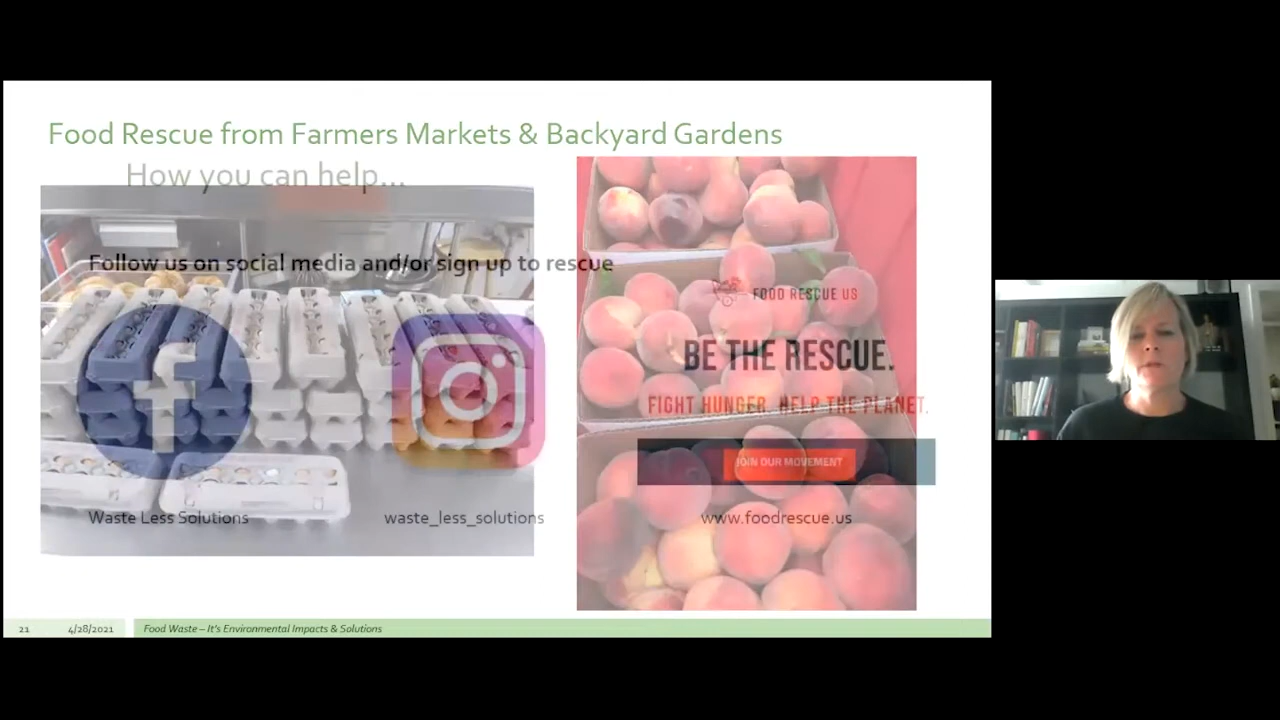 Food Rescue from Farmers Markets & Backyard Gardens
How you can help...
Follow us on social media and/or sign up to rescue
FOOD RESCUE US
BE THE RESCUE.
FIGHT HUNGER. HELP THE PLANET.
JOIN OUR MOVEMENT
Waste Less Solutions
waste_less_solutions
www.foodrescue.us
21
4/28/2021
Food Waste – It's Environmental Impacts & Solutions